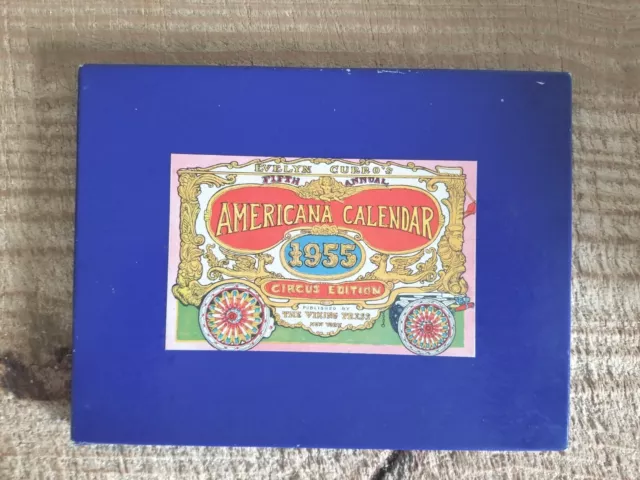 EVELYN CURRO'S
FIFTH ANNUAL
AMERICANA CALENDAR
1955
CIRCUS EDITION
PUBLISHED BY
THE VIKING PRESS
NEW YORK